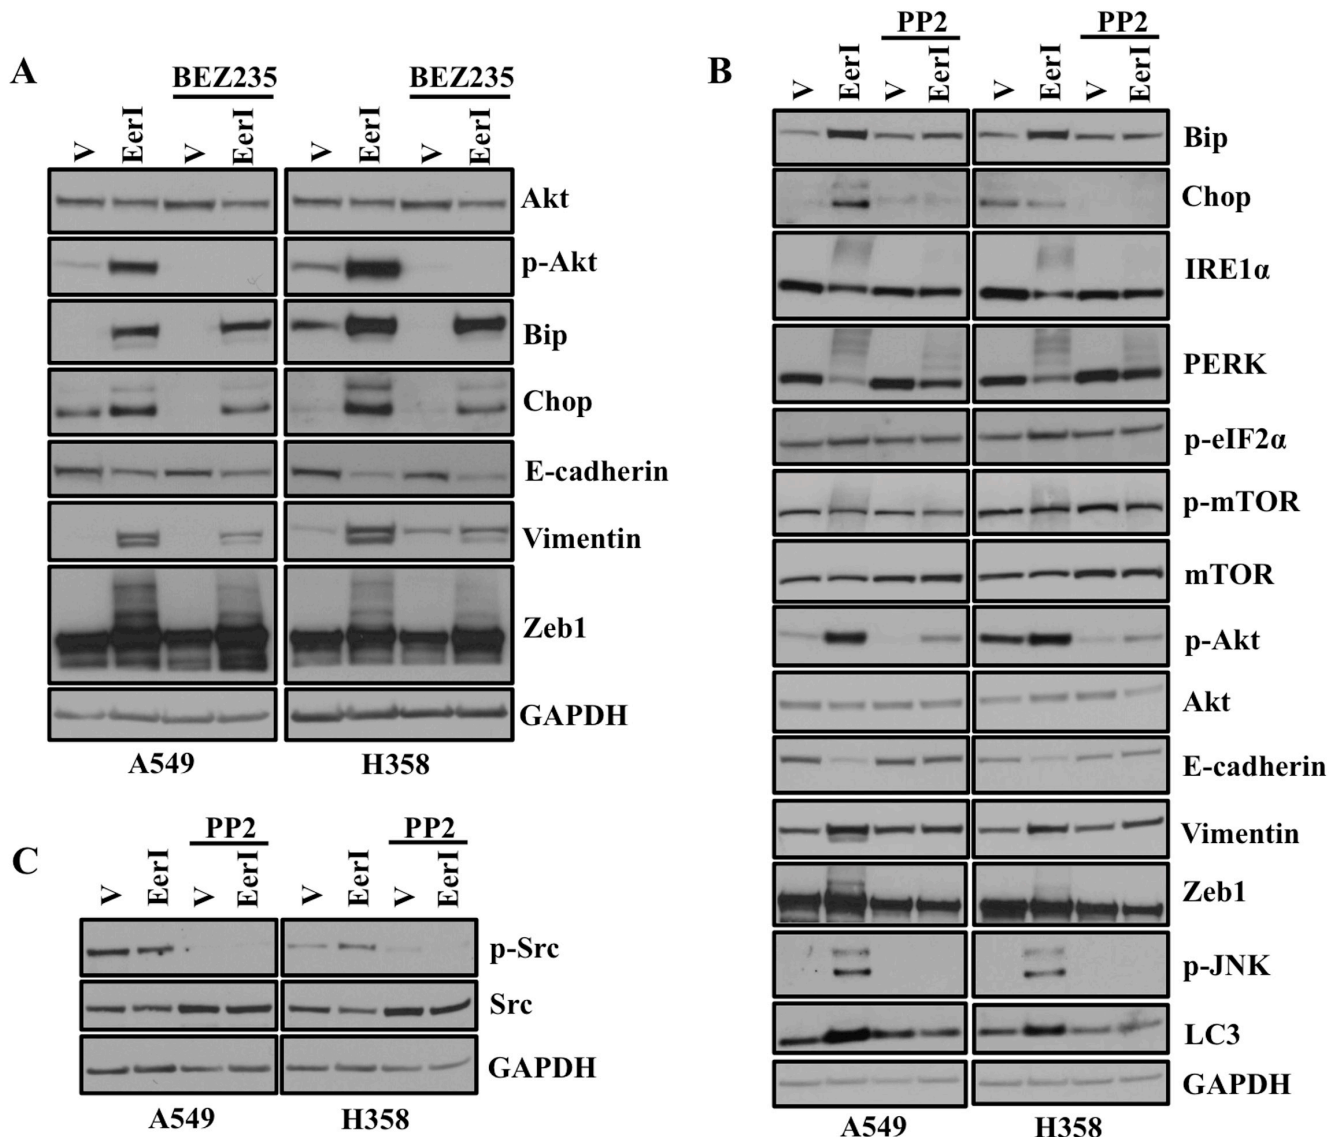 A
BEZ235
BEZ235
V
EerI
V
EerI
V
EerI
V
EerI
Akt
p-Akt
Bip
Chop
E-cadherin
Vimentin
Zeb1
GAPDH
A549
H358
B
PP2
PP2
V
EerI
V
EerI
V
EerI
V
EerI
Bip
Chop
IRE1α
PERK
p-eIF2α
p-mTOR
mTOR
p-Akt
Akt
E-cadherin
Vimentin
Zeb1
p-JNK
LC3
GAPDH
A549
H358
C
PP2
PP2
V
EerI
V
EerI
V
EerI
V
EerI
p-Src
Src
GAPDH
A549
H358